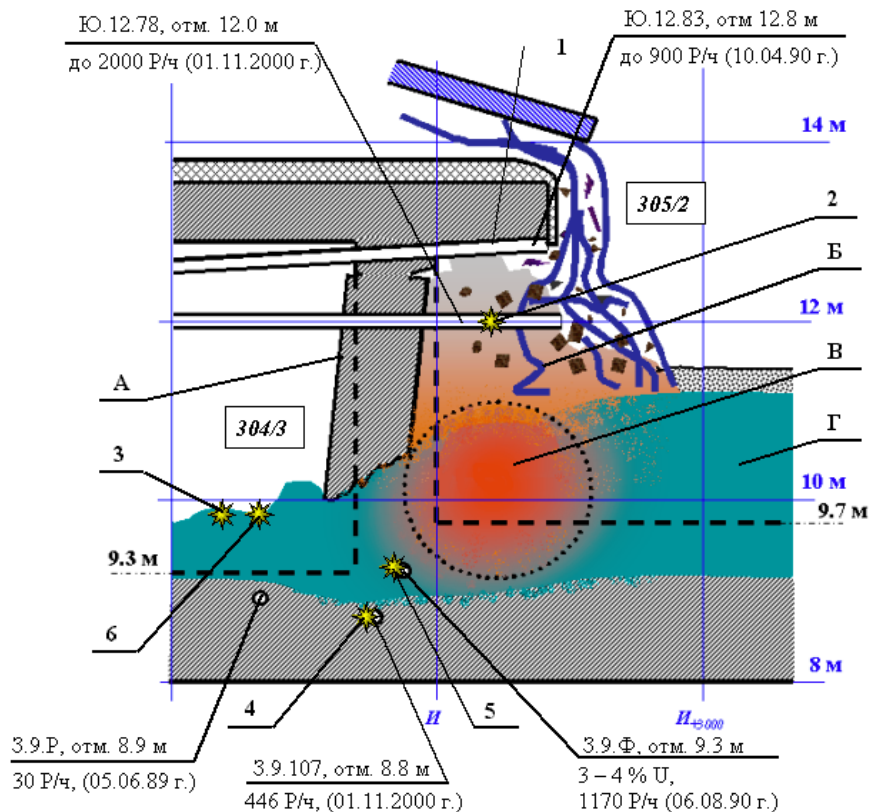 Ю.12.78, отм. 12.0 м
до 2000 Р/ч (01.11.2000 г.)
1
Ю.12.83, отм 12.8 м
до 900 Р/ч (10.04.90 г.)
14 м
305/2
2
Б
12 м
А
В
304/3
Г
3
10 м
9.7 м
9.3 м
6
8 м
4
5
И
И+3000
3.9.Р, отм. 8.9 м
30 Р/ч, (05.06.89 г.)
3.9.107, отм. 8.8 м
446 Р/ч, (01.11.2000 г.)
3.9.Ф, отм. 9.3 м
3 – 4 % U,
1170 Р/ч (06.08.90 г.)